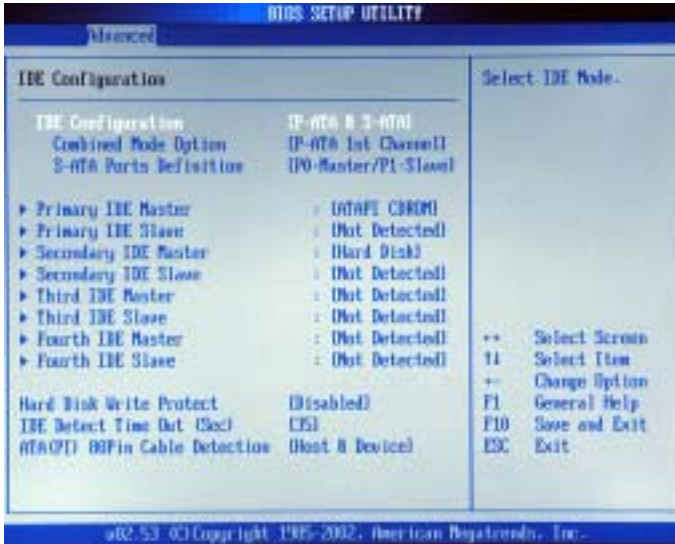 BIOS SETUP UTILITY
Advanced
IDE Configuration
Select IDE Mode.
IDE Configuration [P-ATA & S-ATA]
Combined Mode Option [P-ATA 1st Channel]
S-ATA Ports Definition [P0-Master/P1-Slave]
Primary IDE Master : [ATAPI CDROM]
Primary IDE Slave : [Not Detected]
Secondary IDE Master : [Hard Disk]
Secondary IDE Slave : [Not Detected]
Third IDE Master : [Not Detected]
Third IDE Slave : [Not Detected]
Fourth IDE Master : [Not Detected]
Fourth IDE Slave : [Not Detected]
Hard Disk Write Protect [Disabled]
IDE Detect Time Out (Sec) [35]
ATA(PI) 80Pin Cable Detection [Host & Device]
↔ Select Screen
↑↓ Select Item
+- Change Option
F1 General Help
F10 Save and Exit
ESC Exit
v02.53 (C)Copyright 1985-2002, American Megatrends, Inc.